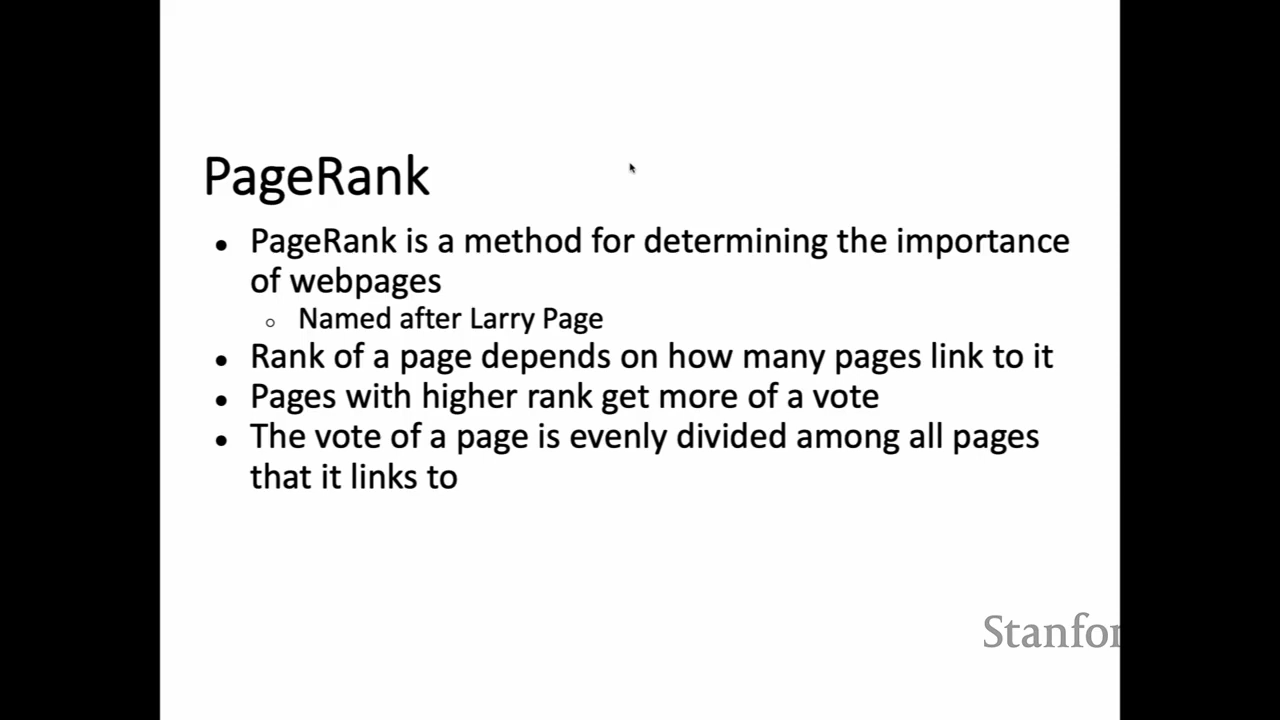 PageRank
• PageRank is a method for determining the importance
of webpages
○ Named after Larry Page
• Rank of a page depends on how many pages link to it
• Pages with higher rank get more of a vote
• The vote of a page is evenly divided among all pages
that it links to
Stanfor